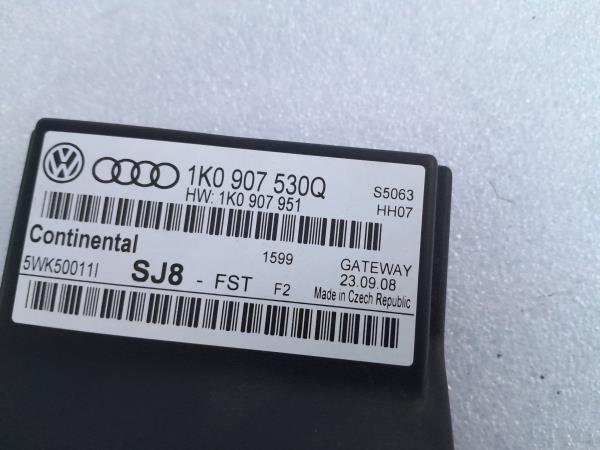 1K0 907 530Q S5063
HW: 1K0 907 951 HH07
Continental 1599 GATEWAY
5WK50011I SJ8 - FST F2 23.09.08
Made in Czech Republic